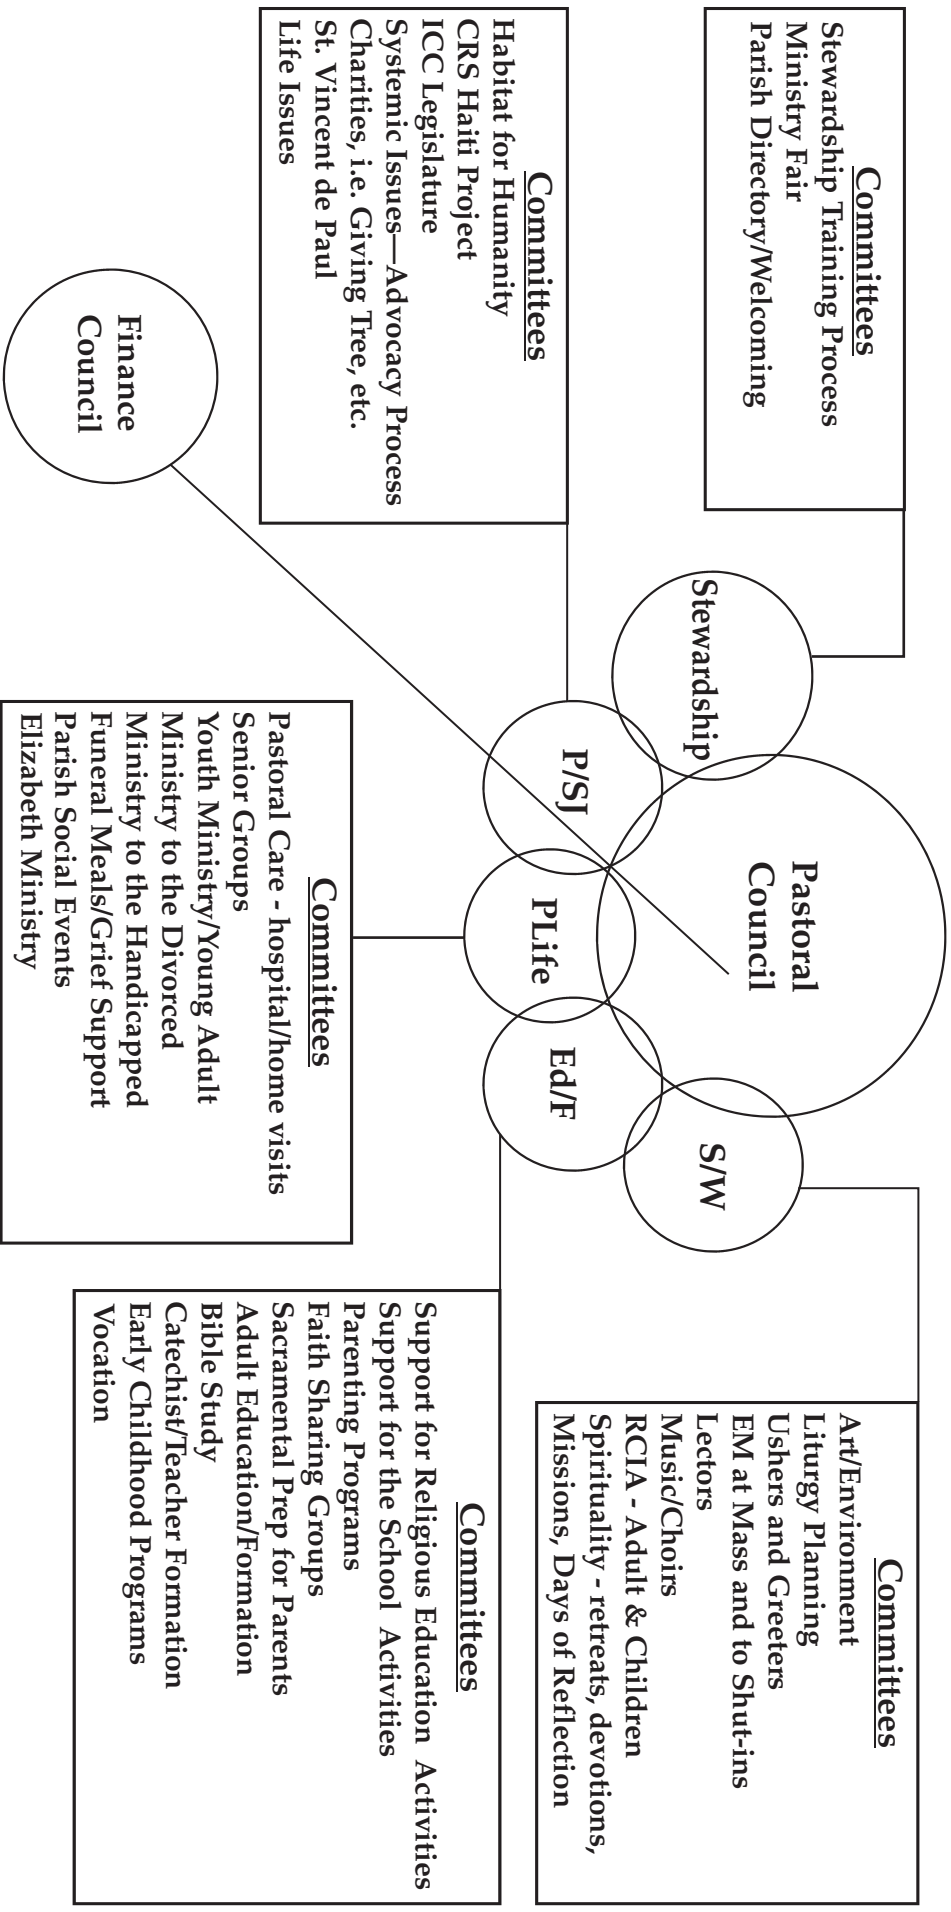 Pastoral
Council
Stewardship
P/SJ
PLife
Ed/F
S/W
Finance
Council
Committees
Stewardship Training Process
Ministry Fair
Parish Directory/Welcoming
Committees
Habitat for Humanity
CRS Haiti Project
ICC Legislature
Systemic Issues—Advocacy Process
Charities, i.e. Giving Tree, etc.
St. Vincent de Paul
Life Issues
Committees
Pastoral Care - hospital/home visits
Senior Groups
Youth Ministry/Young Adult
Ministry to the Divorced
Ministry to the Handicapped
Funeral Meals/Grief Support
Parish Social Events
Elizabeth Ministry
Committees
Support for Religious Education Activities
Support for the School Activities
Parenting Programs
Faith Sharing Groups
Sacramental Prep for Parents
Adult Education/Formation
Bible Study
Catechist/Teacher Formation
Early Childhood Programs
Vocation
Committees
Art/Environment
Liturgy Planning
Ushers and Greeters
EM at Mass and to Shut-ins
Lectors
Music/Choirs
RCIA - Adult & Children
Spirituality - retreats, devotions,
Missions, Days of Reflection